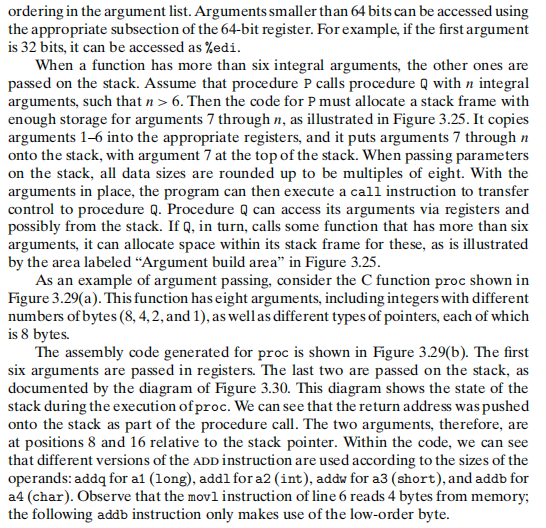 ordering in the argument list. Arguments smaller than 64 bits can be accessed using
the appropriate subsection of the 64-bit register. For example, if the first argument
is 32 bits, it can be accessed as %edi.
When a function has more than six integral arguments, the other ones are
passed on the stack. Assume that procedure P calls procedure Q with n integral
arguments, such that n > 6. Then the code for P must allocate a stack frame with
enough storage for arguments 7 through n, as illustrated in Figure 3.25. It copies
arguments 1–6 into the appropriate registers, and it puts arguments 7 through n
onto the stack, with argument 7 at the top of the stack. When passing parameters
on the stack, all data sizes are rounded up to be multiples of eight. With the
arguments in place, the program can then execute a call instruction to transfer
control to procedure Q. Procedure Q can access its arguments via registers and
possibly from the stack. If Q, in turn, calls some function that has more than six
arguments, it can allocate space within its stack frame for these, as is illustrated
by the area labeled “Argument build area” in Figure 3.25.
As an example of argument passing, consider the C function proc shown in
Figure 3.29(a). This function has eight arguments, including integers with different
numbers of bytes (8, 4, 2, and 1), as well as different types of pointers, each of which
is 8 bytes.
The assembly code generated for proc is shown in Figure 3.29(b). The first
six arguments are passed in registers. The last two are passed on the stack, as
documented by the diagram of Figure 3.30. This diagram shows the state of the
stack during the execution of proc. We can see that the return address was pushed
onto the stack as part of the procedure call. The two arguments, therefore, are
at positions 8 and 16 relative to the stack pointer. Within the code, we can see
that different versions of the ADD instruction are used according to the sizes of the
operands: addq for a1 (long), addl for a2 (int), addw for a3 (short), and addb for
a4 (char). Observe that the movl instruction of line 6 reads 4 bytes from memory;
the following addb instruction only makes use of the low-order byte.